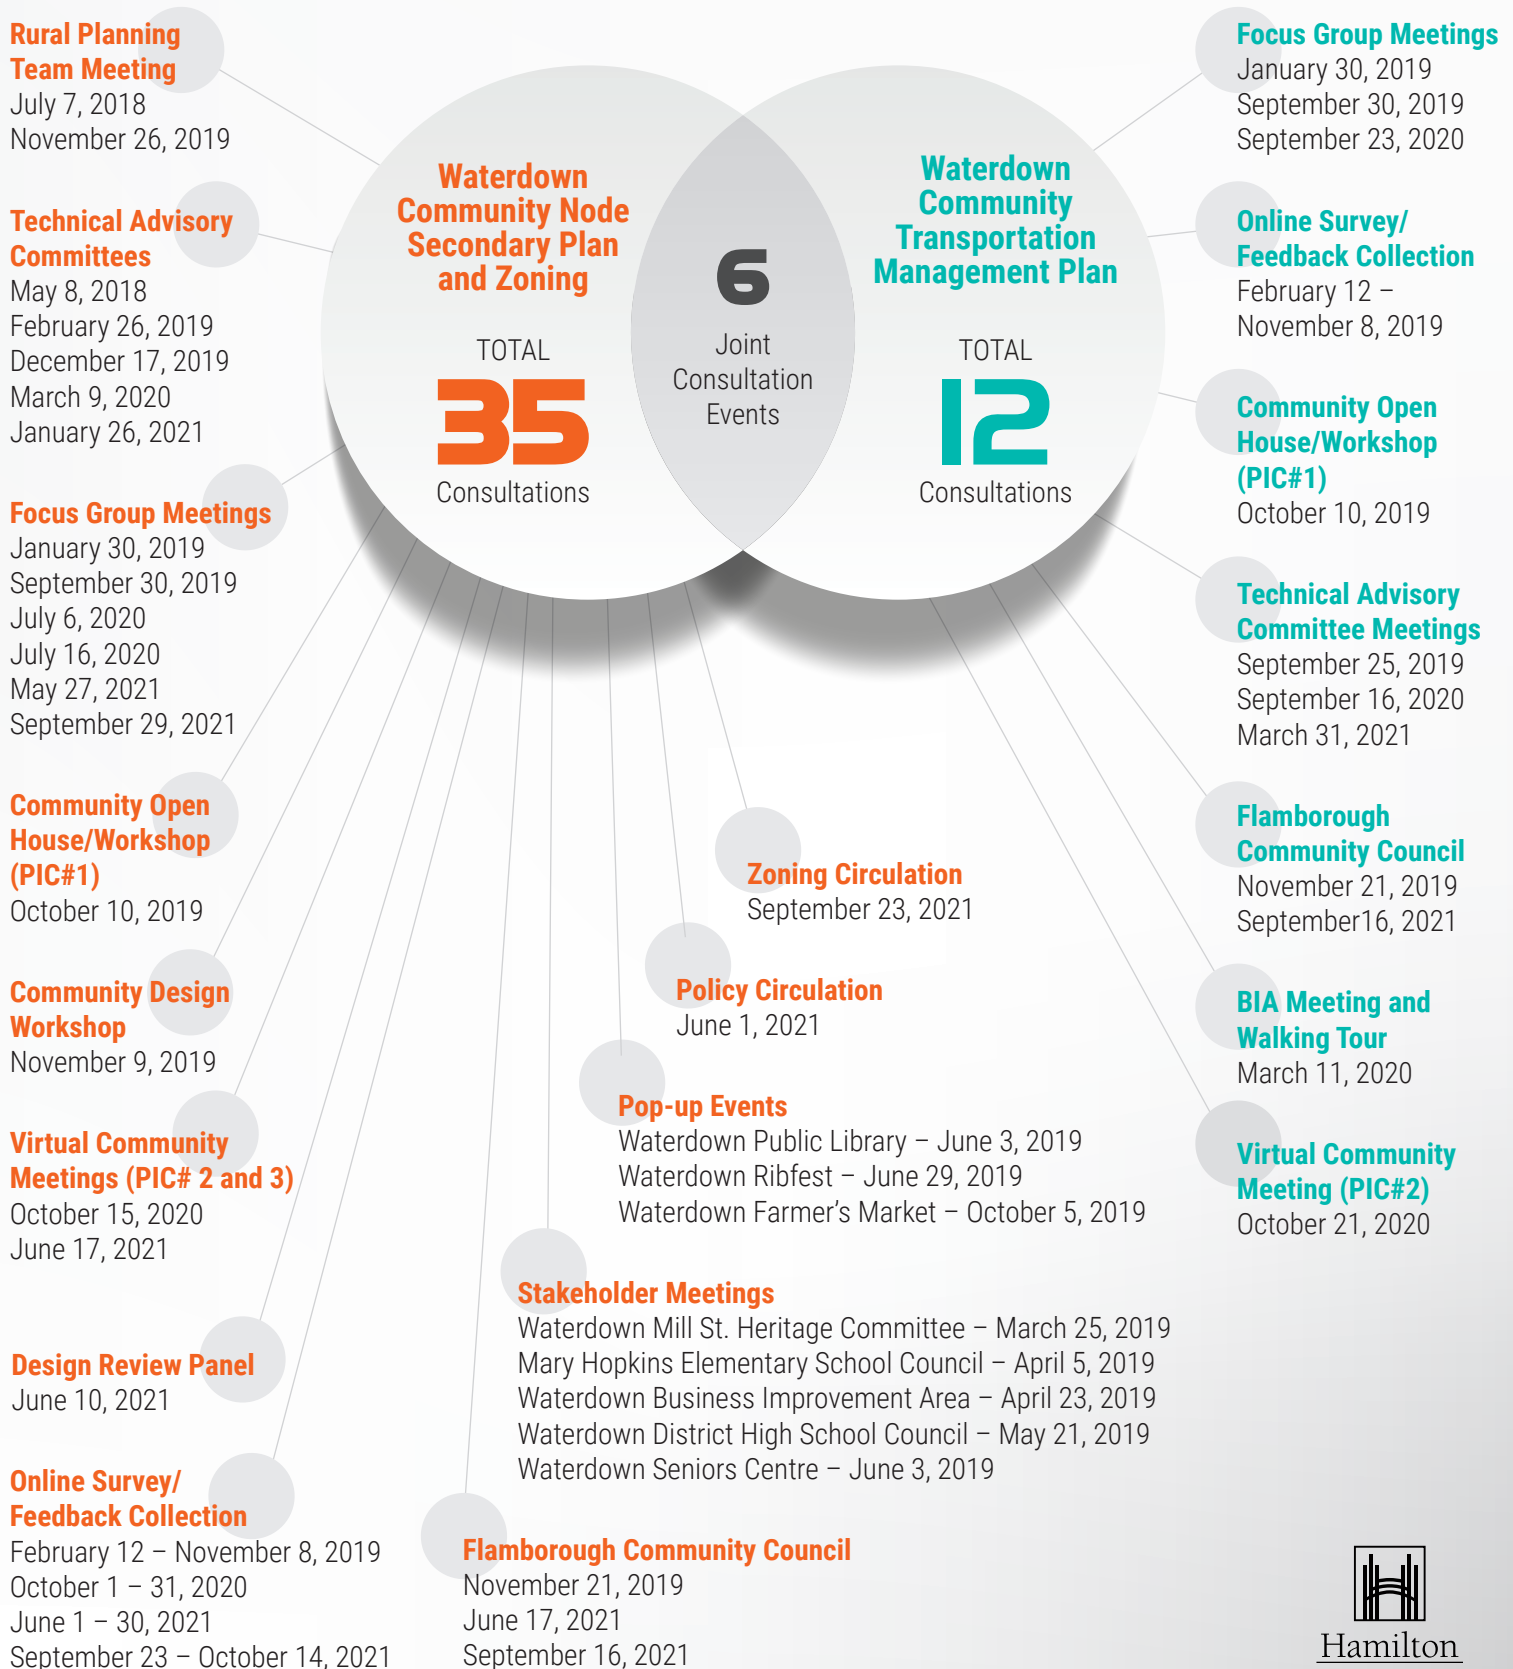 Rural Planning
Team Meeting
July 7, 2018
November 26, 2019
Technical Advisory
Committees
May 8, 2018
February 26, 2019
December 17, 2019
March 9, 2020
January 26, 2021
Focus Group Meetings
January 30, 2019
September 30, 2019
July 6, 2020
July 16, 2020
May 27, 2021
September 29, 2021
Community Open
House/Workshop
(PIC#1)
October 10, 2019
Community Design
Workshop
November 9, 2019
Virtual Community
Meetings (PIC# 2 and 3)
October 15, 2020
June 17, 2021
Design Review Panel
June 10, 2021
Online Survey/
Feedback Collection
February 12 – November 8, 2019
October 1 – 31, 2020
June 1 – 30, 2021
September 23 – October 14, 2021
Waterdown
Community Node
Secondary Plan
and Zoning
TOTAL
35
Consultations
6
Joint
Consultation
Events
Waterdown
Community
Transportation
Management Plan
TOTAL
12
Consultations
Zoning Circulation
September 23, 2021
Policy Circulation
June 1, 2021
Pop-up Events
Waterdown Public Library – June 3, 2019
Waterdown Ribfest – June 29, 2019
Waterdown Farmer's Market – October 5, 2019
Stakeholder Meetings
Waterdown Mill St. Heritage Committee – March 25, 2019
Mary Hopkins Elementary School Council – April 5, 2019
Waterdown Business Improvement Area – April 23, 2019
Waterdown District High School Council – May 21, 2019
Waterdown Seniors Centre – June 3, 2019
Flamborough Community Council
November 21, 2019
June 17, 2021
September 16, 2021
Focus Group Meetings
January 30, 2019
September 30, 2019
September 23, 2020
Online Survey/
Feedback Collection
February 12 –
November 8, 2019
Community Open
House/Workshop
(PIC#1)
October 10, 2019
Technical Advisory
Committee Meetings
September 25, 2019
September 16, 2020
March 31, 2021
Flamborough
Community Council
November 21, 2019
September16, 2021
BIA Meeting and
Walking Tour
March 11, 2020
Virtual Community
Meeting (PIC#2)
October 21, 2020
Hamilton